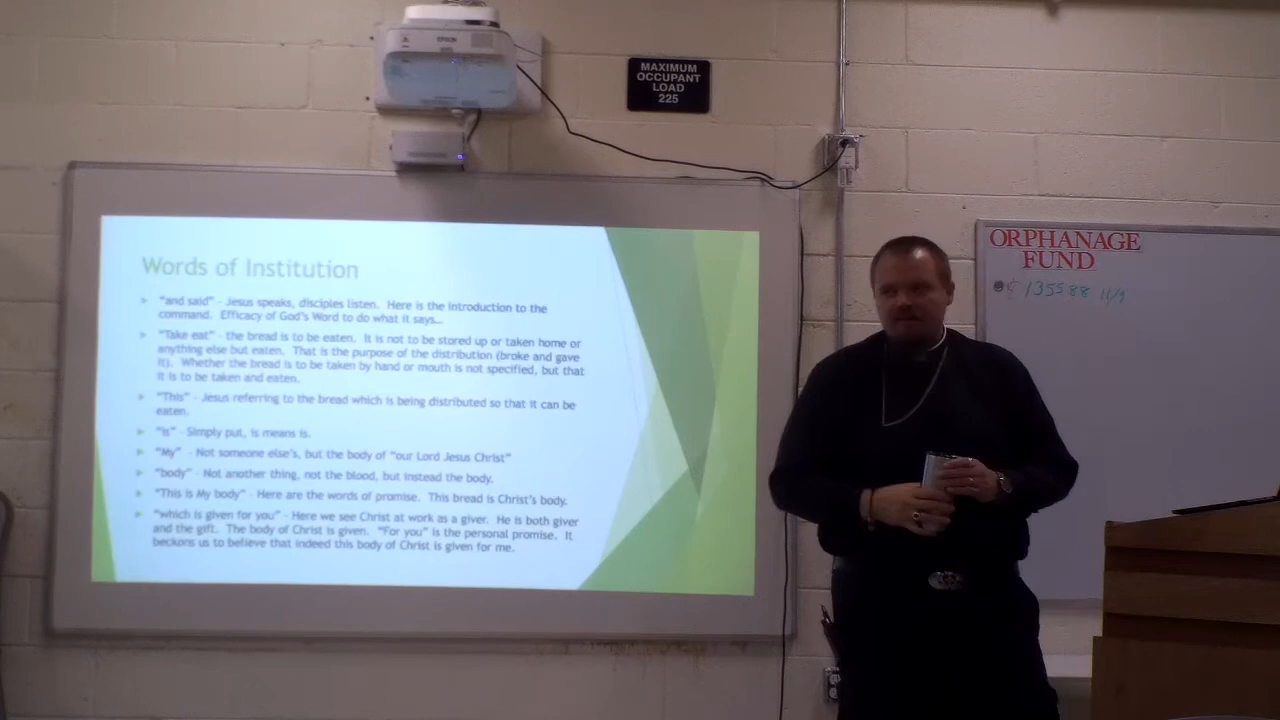 EPSON
MAXIMUM
OCCUPANT
LOAD
225
Words of Institution
"and said" - Jesus speaks, disciples listen. Here is the introduction to the
command. Efficacy of God's Word to do what it says...
"Take eat" - the bread is to be eaten. It is not to be stored up or taken home or
anything else but eaten. That is the purpose of the distribution (broke and gave
it). Whether the bread is to be taken by hand or mouth is not specified, but that
it is to be taken and eaten.
"This" - Jesus referring to the bread which is being distributed so that it can be
eaten.
"is" - Simply put, is means is.
"My" - Not someone else's, but the body of "our Lord Jesus Christ"
"body" - Not another thing, not the blood, but instead the body.
"This is My body" - Here are the words of promise. This bread is Christ's body.
"which is given for you" - Here we see Christ at work as a giver. He is both giver
and the gift. The body of Christ is given. "For you" is the personal promise. It
beckons us to believe that indeed this body of Christ is given for me.
ORPHANAGE
FUND
135588 11/9